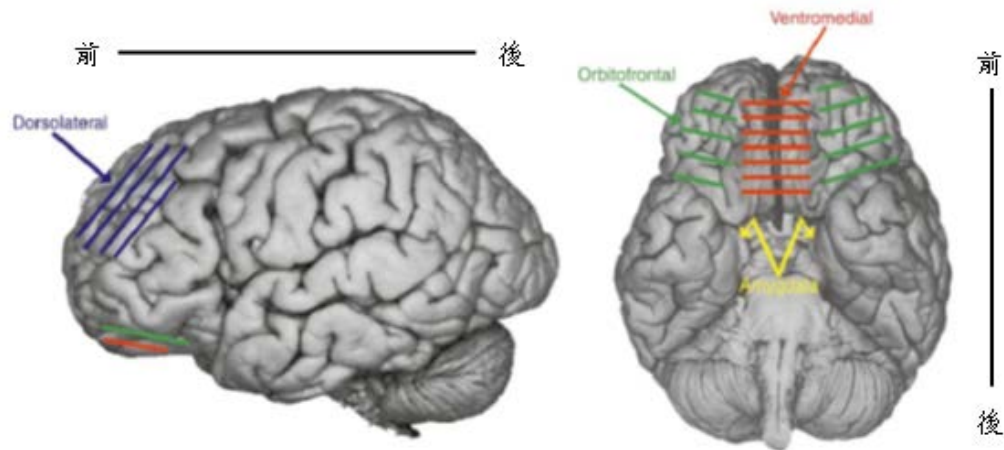 前
後
Dorsolateral
Ventromedial
Orbitofrontal
Amygdala
前
後